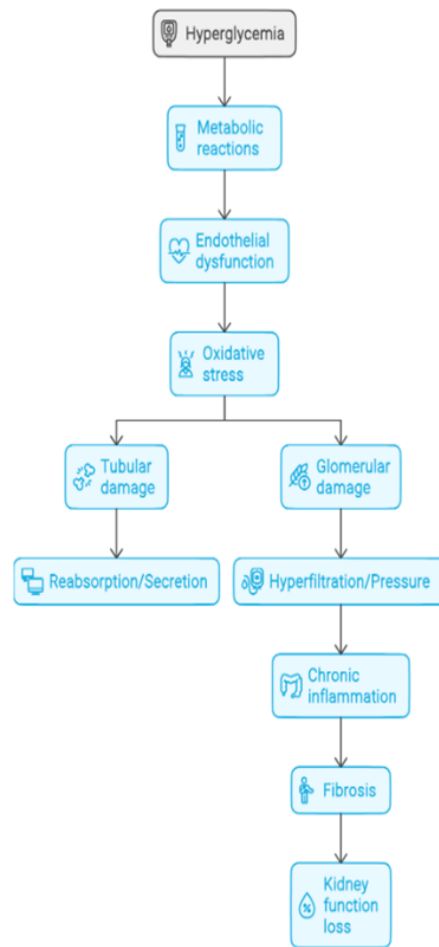 Hyperglycemia
Metabolic
reactions
Endothelial
dysfunction
Oxidative
stress
Tubular
damage
Glomerular
damage
Reabsorption/Secretion
Hyperfiltration/Pressure
Chronic
inflammation
Fibrosis
Kidney
function
loss
%